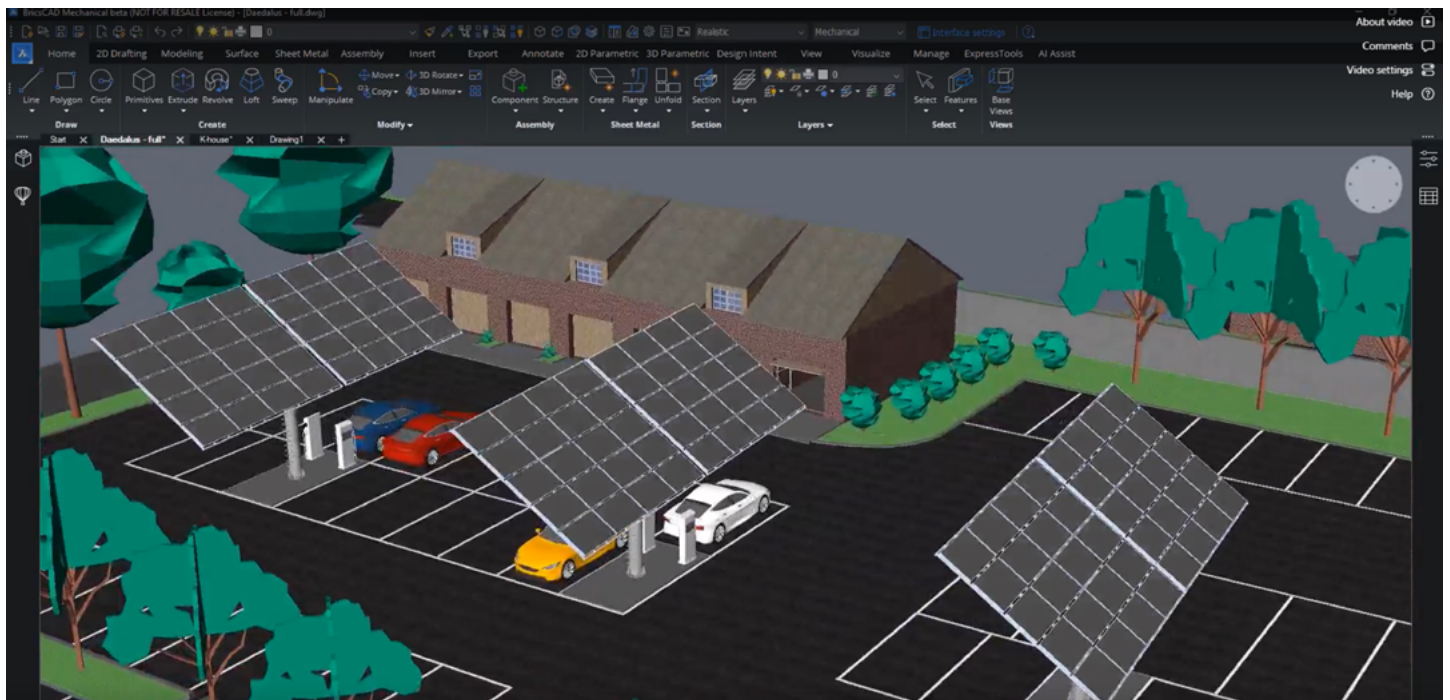 BricsCAD Mechanical beta (NOT FOR RESALE License) - [Daedalus - full.dwg]
About video
0 Realistic Mechanical Interface settings
Comments
Home 2D Drafting Modeling Surface Sheet Metal Assembly Insert Export Annotate 2D Parametric 3D Parametric Design Intent View Visualize Manage ExpressTools AI Assist
Video settings
Move 3D Rotate 0
Line Polygon Circle Primitives Extrude Revolve Loft Sweep Manipulate Copy 3D Mirror Component Structure Create Flange Unfold Section Layers Select Features Base Views
Help
Draw Create Modify Assembly Sheet Metal Section Layers Select Views
Start Daedalus - full* K-house* Drawing1